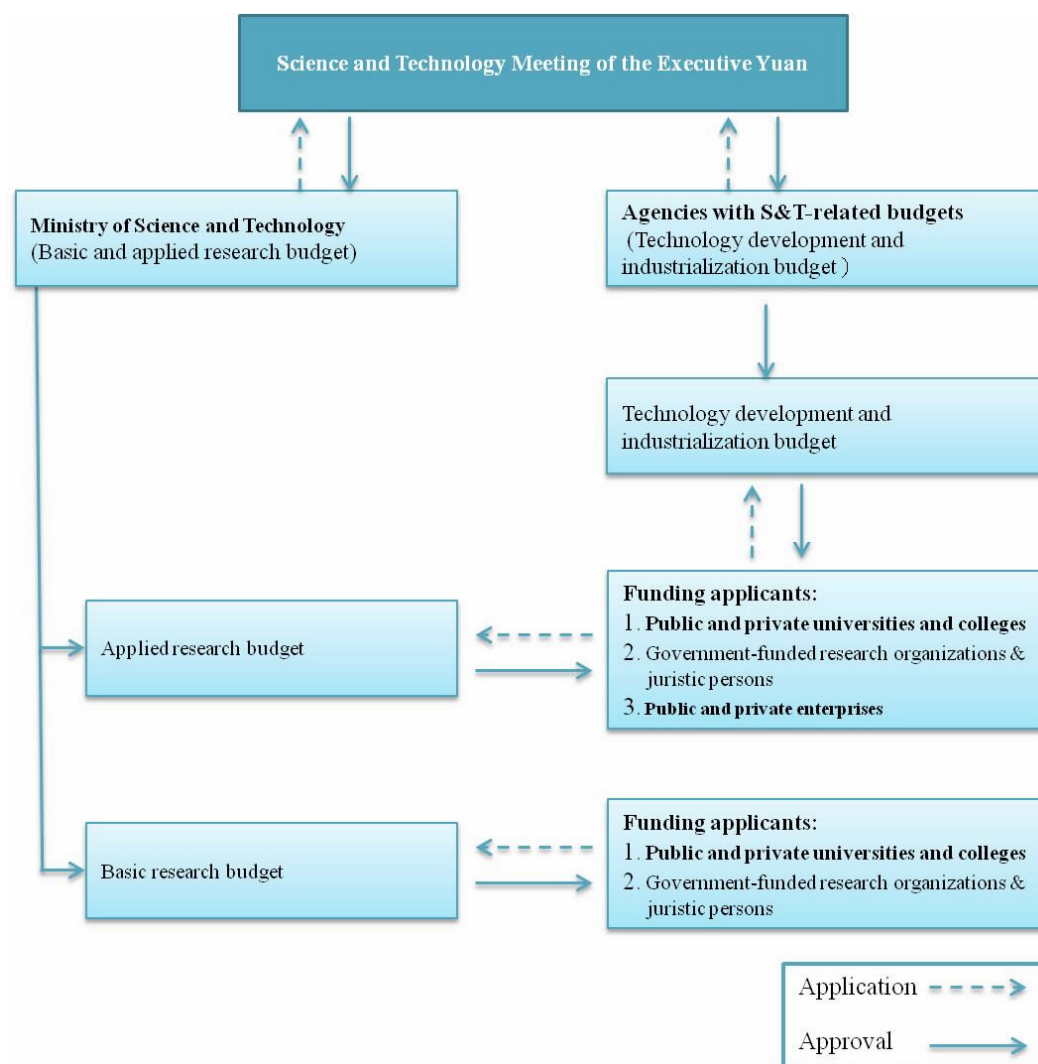 Science and Technology Meeting of the Executive Yuan
Ministry of Science and Technology
(Basic and applied research budget)
Agencies with S&T-related budgets
(Technology development and
industrialization budget )
Technology development and
industrialization budget
Applied research budget
Funding applicants:
1. Public and private universities and colleges
2. Government-funded research organizations &
juristic persons
3. Public and private enterprises
Basic research budget
Funding applicants:
1. Public and private universities and colleges
2. Government-funded research organizations &
juristic persons
Application
Approval